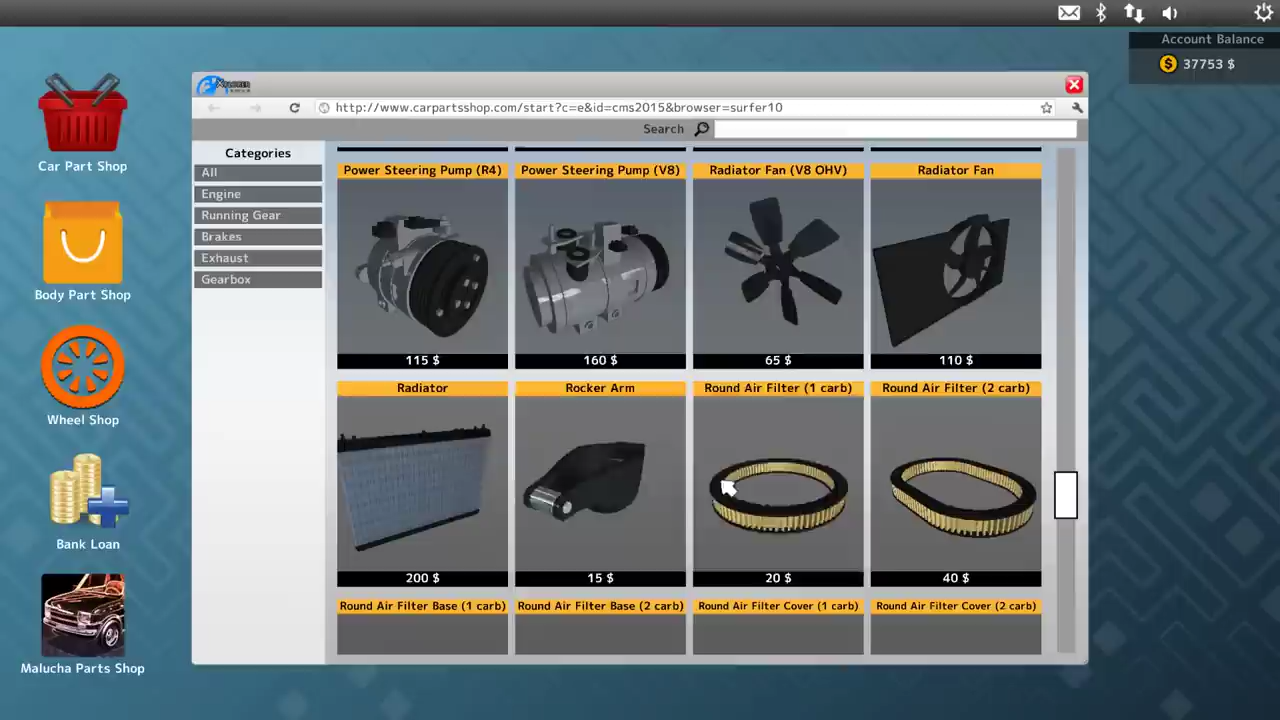 Account Balance
37753 $
http://www.carpartsshop.com/start?c=e&id=cms2015&browser=surfer10
Search
Categories
All
Engine
Running Gear
Brakes
Exhaust
Gearbox
Car Part Shop
Body Part Shop
Wheel Shop
Bank Loan
Malucha Parts Shop
Power Steering Pump (R4)
Power Steering Pump (V8)
Radiator Fan (V8 OHV)
Radiator Fan
115 $
160 $
65 $
110 $
Radiator
Rocker Arm
Round Air Filter (1 carb)
Round Air Filter (2 carb)
200 $
15 $
20 $
40 $
Round Air Filter Base (1 carb)
Round Air Filter Base (2 carb)
Round Air Filter Cover (1 carb)
Round Air Filter Cover (2 carb)